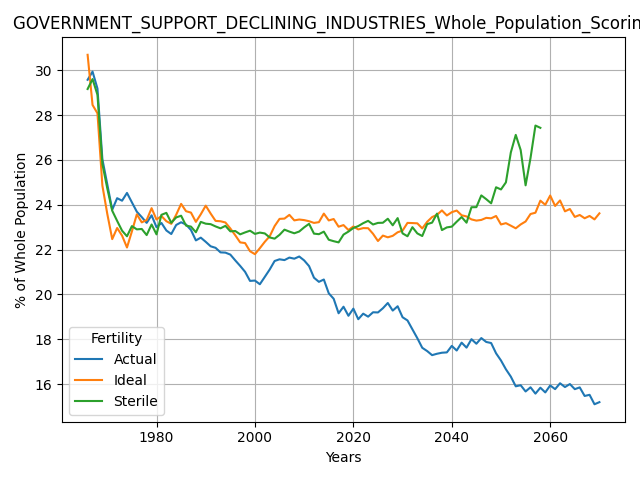 GOVERNMENT_SUPPORT_DECLINING_INDUSTRIES_Whole_Population_Scorin
% of Whole Population
30
28
26
24
22
20
18
16
Fertility
Actual
Ideal
Sterile
1980
2000
2020
2040
2060
Years